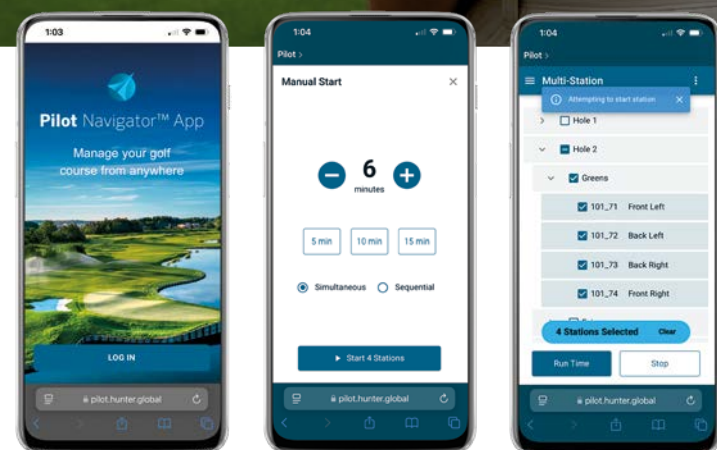 1:03
Pilot Navigator™ App
Manage your golf
course from anywhere
LOG IN
pilot.hunter.global
1:04
Pilot >
Manual Start
6
minutes
5 min 10 min 15 min
Simultaneous Sequential
Start 4 Stations
pilot.hunter.global
1:04
Pilot >
Multi-Station
Attempting to start station
Hole 1
Hole 2
Greens
101_71 Front Left
101_72 Back Left
101_73 Back Right
101_74 Front Right
4 Stations Selected Clear
Run Time Stop
pilot.hunter.global